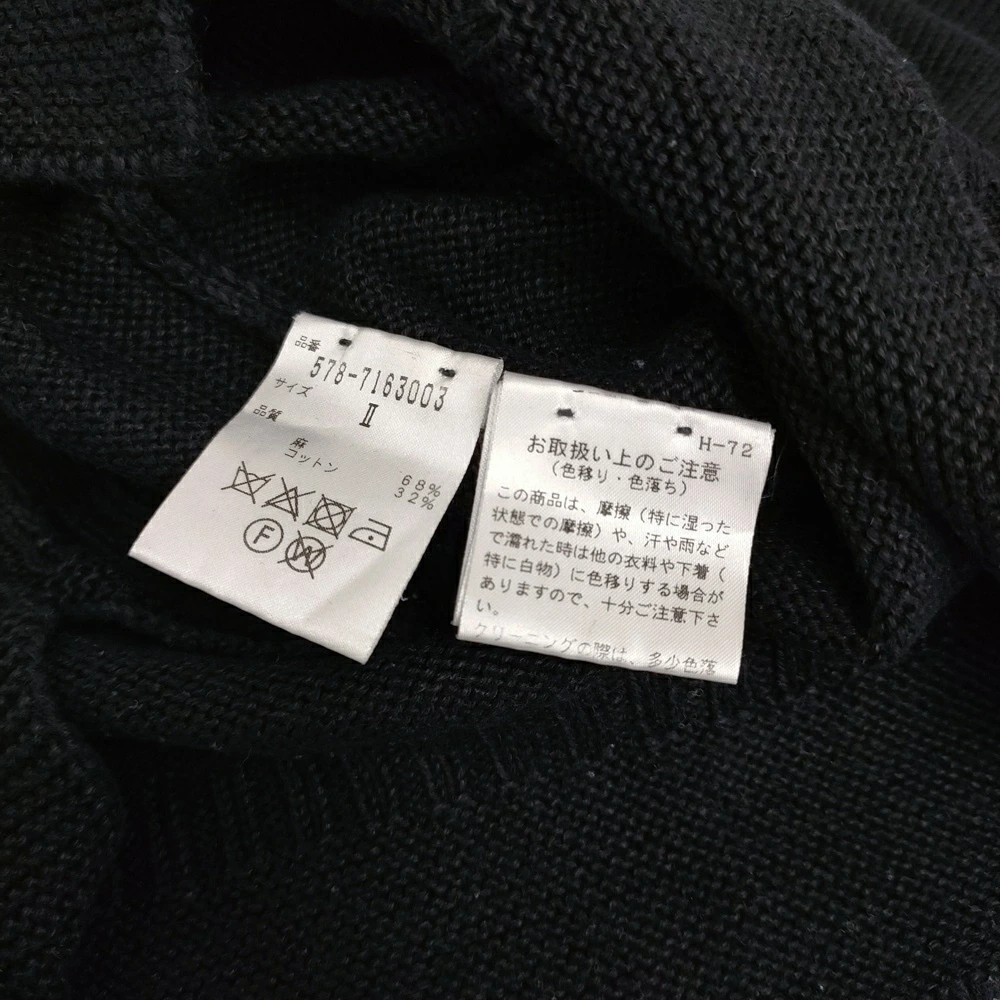 品番
578-7163003
サイズ
II
品質
麻 68%
コットン 32%
F
W
H-72
お取扱い上のご注意
(色移り・色落ち)
この商品は、摩擦(特に湿った
状態での摩擦)や、汗や雨など
で濡れた時は他の衣料や下着(
特に白物)に色移りする場合が
ありますので、十分ご注意下さ
い。
クリーニングの際は、多少色落